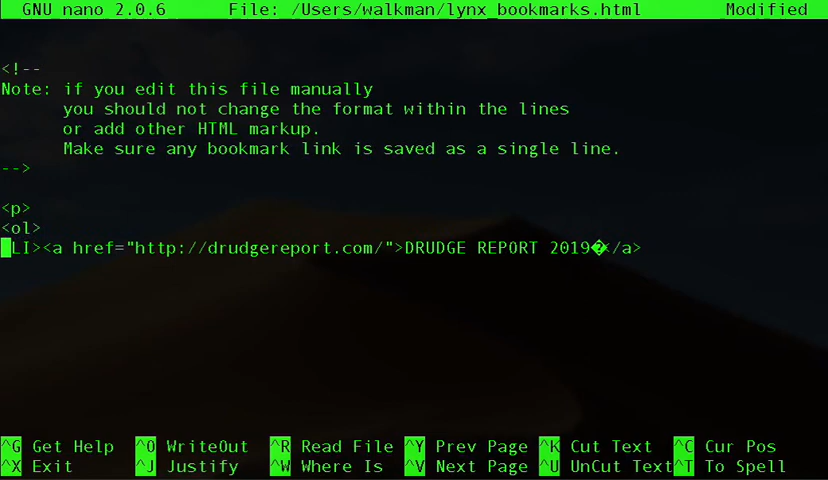 GNU nano 2.0.6 File: /Users/walkman/lynx_bookmarks.html Modified
<!--
Note: if you edit this file manually
you should not change the format within the lines
or add other HTML markup.
Make sure any bookmark link is saved as a single line.
-->
<p>
<ol>
LI><a href="http://drudgereport.com/">DRUDGE REPORT 2019�</a>
^G Get Help ^O WriteOut ^R Read File ^Y Prev Page ^K Cut Text ^C Cur Pos
^X Exit ^J Justify ^W Where Is ^V Next Page ^U UnCut Text ^T To Spell